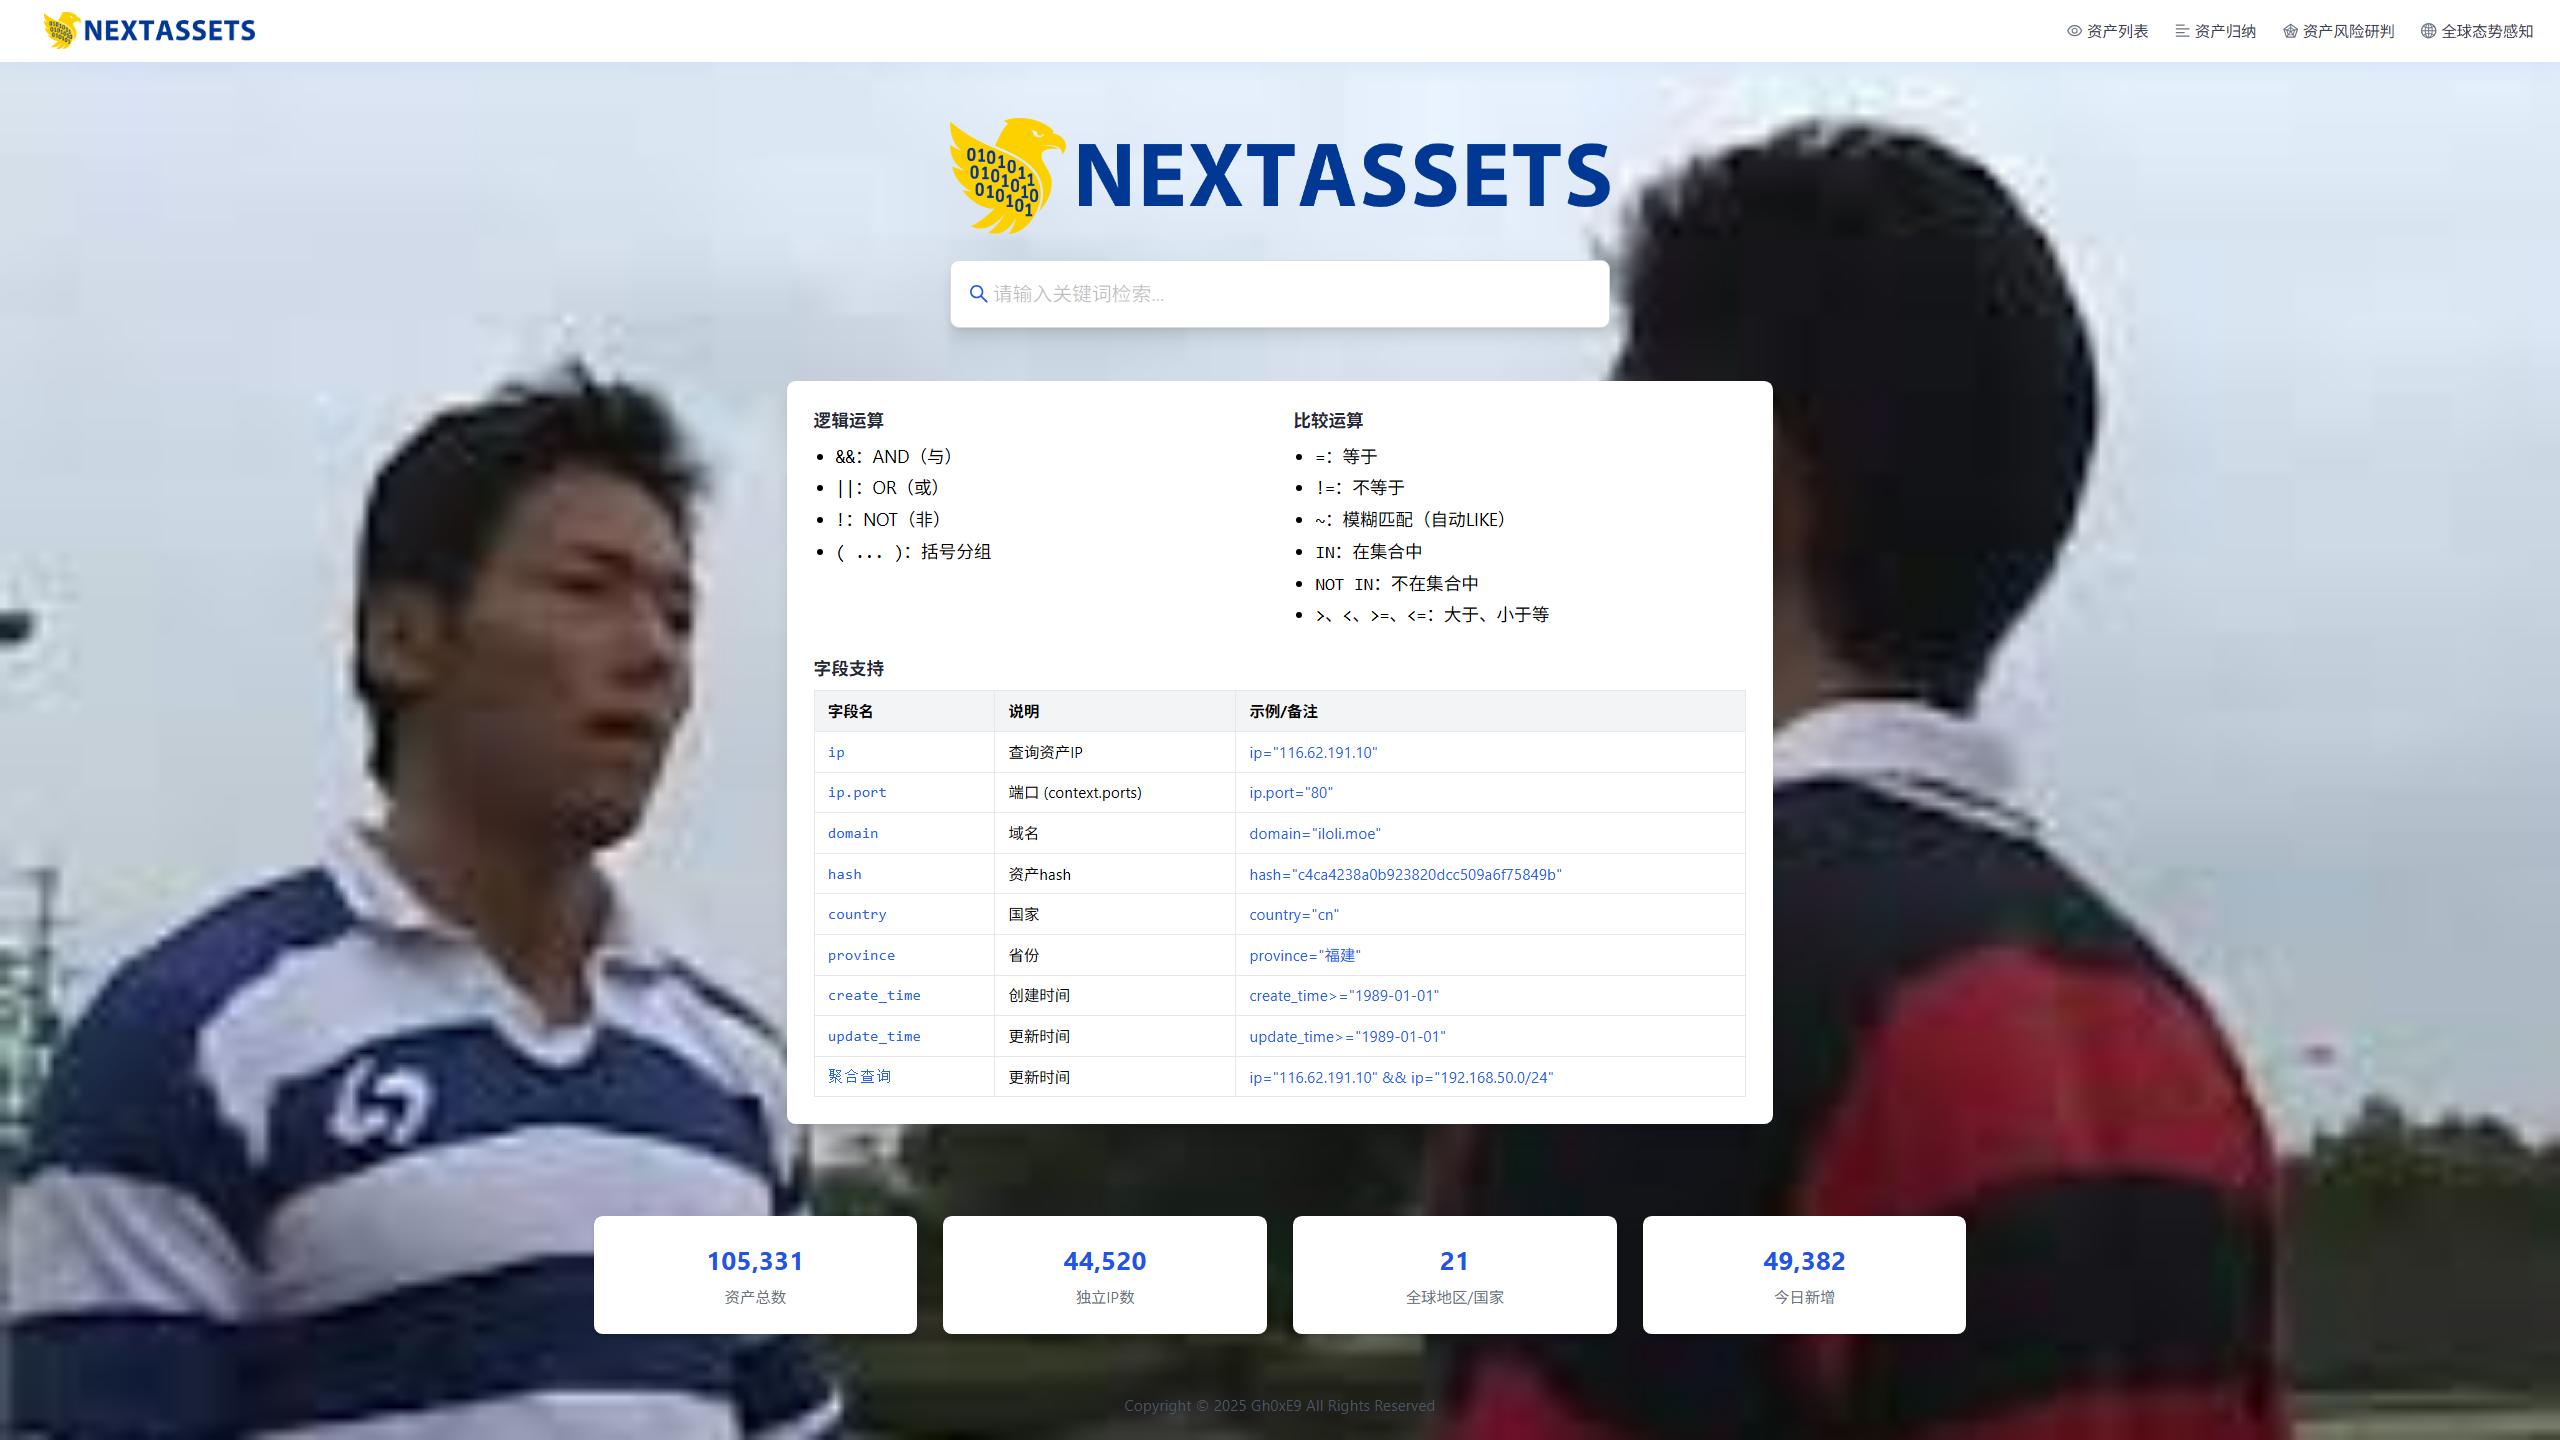 NEXTASSETS
资产列表 资产归纳 资产风险研判 全球态势感知
0101011
0101010
010101
NEXTASSETS
请输入关键词检索...
逻辑运算
&&：AND（与）
||：OR（或）
!：NOT（非）
( ... )：括号分组
比较运算
=：等于
!=：不等于
~：模糊匹配（自动LIKE）
IN：在集合中
NOT IN：不在集合中
>、<、>=、<=：大于、小于等
字段支持
字段名 说明 示例/备注
ip 查询资产IP ip="116.62.191.10"
ip.port 端口 (context.ports) ip.port="80"
domain 域名 domain="iloli.moe"
hash 资产hash hash="c4ca4238a0b923820dcc509a6f75849b"
country 国家 country="cn"
province 省份 province="福建"
create_time 创建时间 create_time>="1989-01-01"
update_time 更新时间 update_time>="1989-01-01"
聚合查询 更新时间 ip="116.62.191.10" && ip="192.168.50.0/24"
105,331
资产总数
44,520
独立IP数
21
全球地区/国家
49,382
今日新增
Copyright © 2025 Gh0xE9 All Rights Reserved